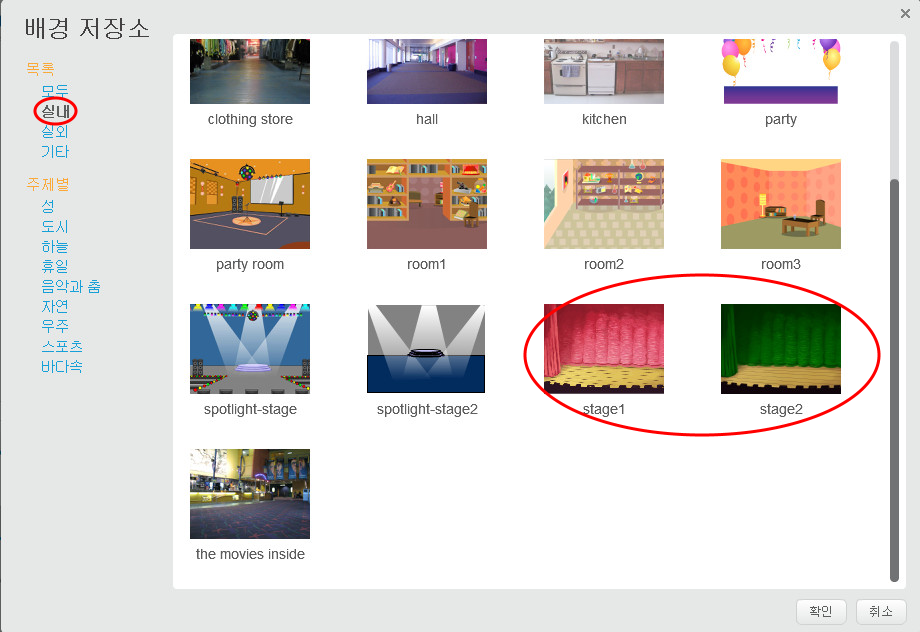 배경 저장소
목록
모두
실내
실외
기타
주제별
성
도시
하늘
휴일
음악과 춤
자연
우주
스포츠
바다속
clothing store
hall
kitchen
party
party room
room1
room2
room3
spotlight-stage
spotlight-stage2
stage1
stage2
the movies inside
확인
취소